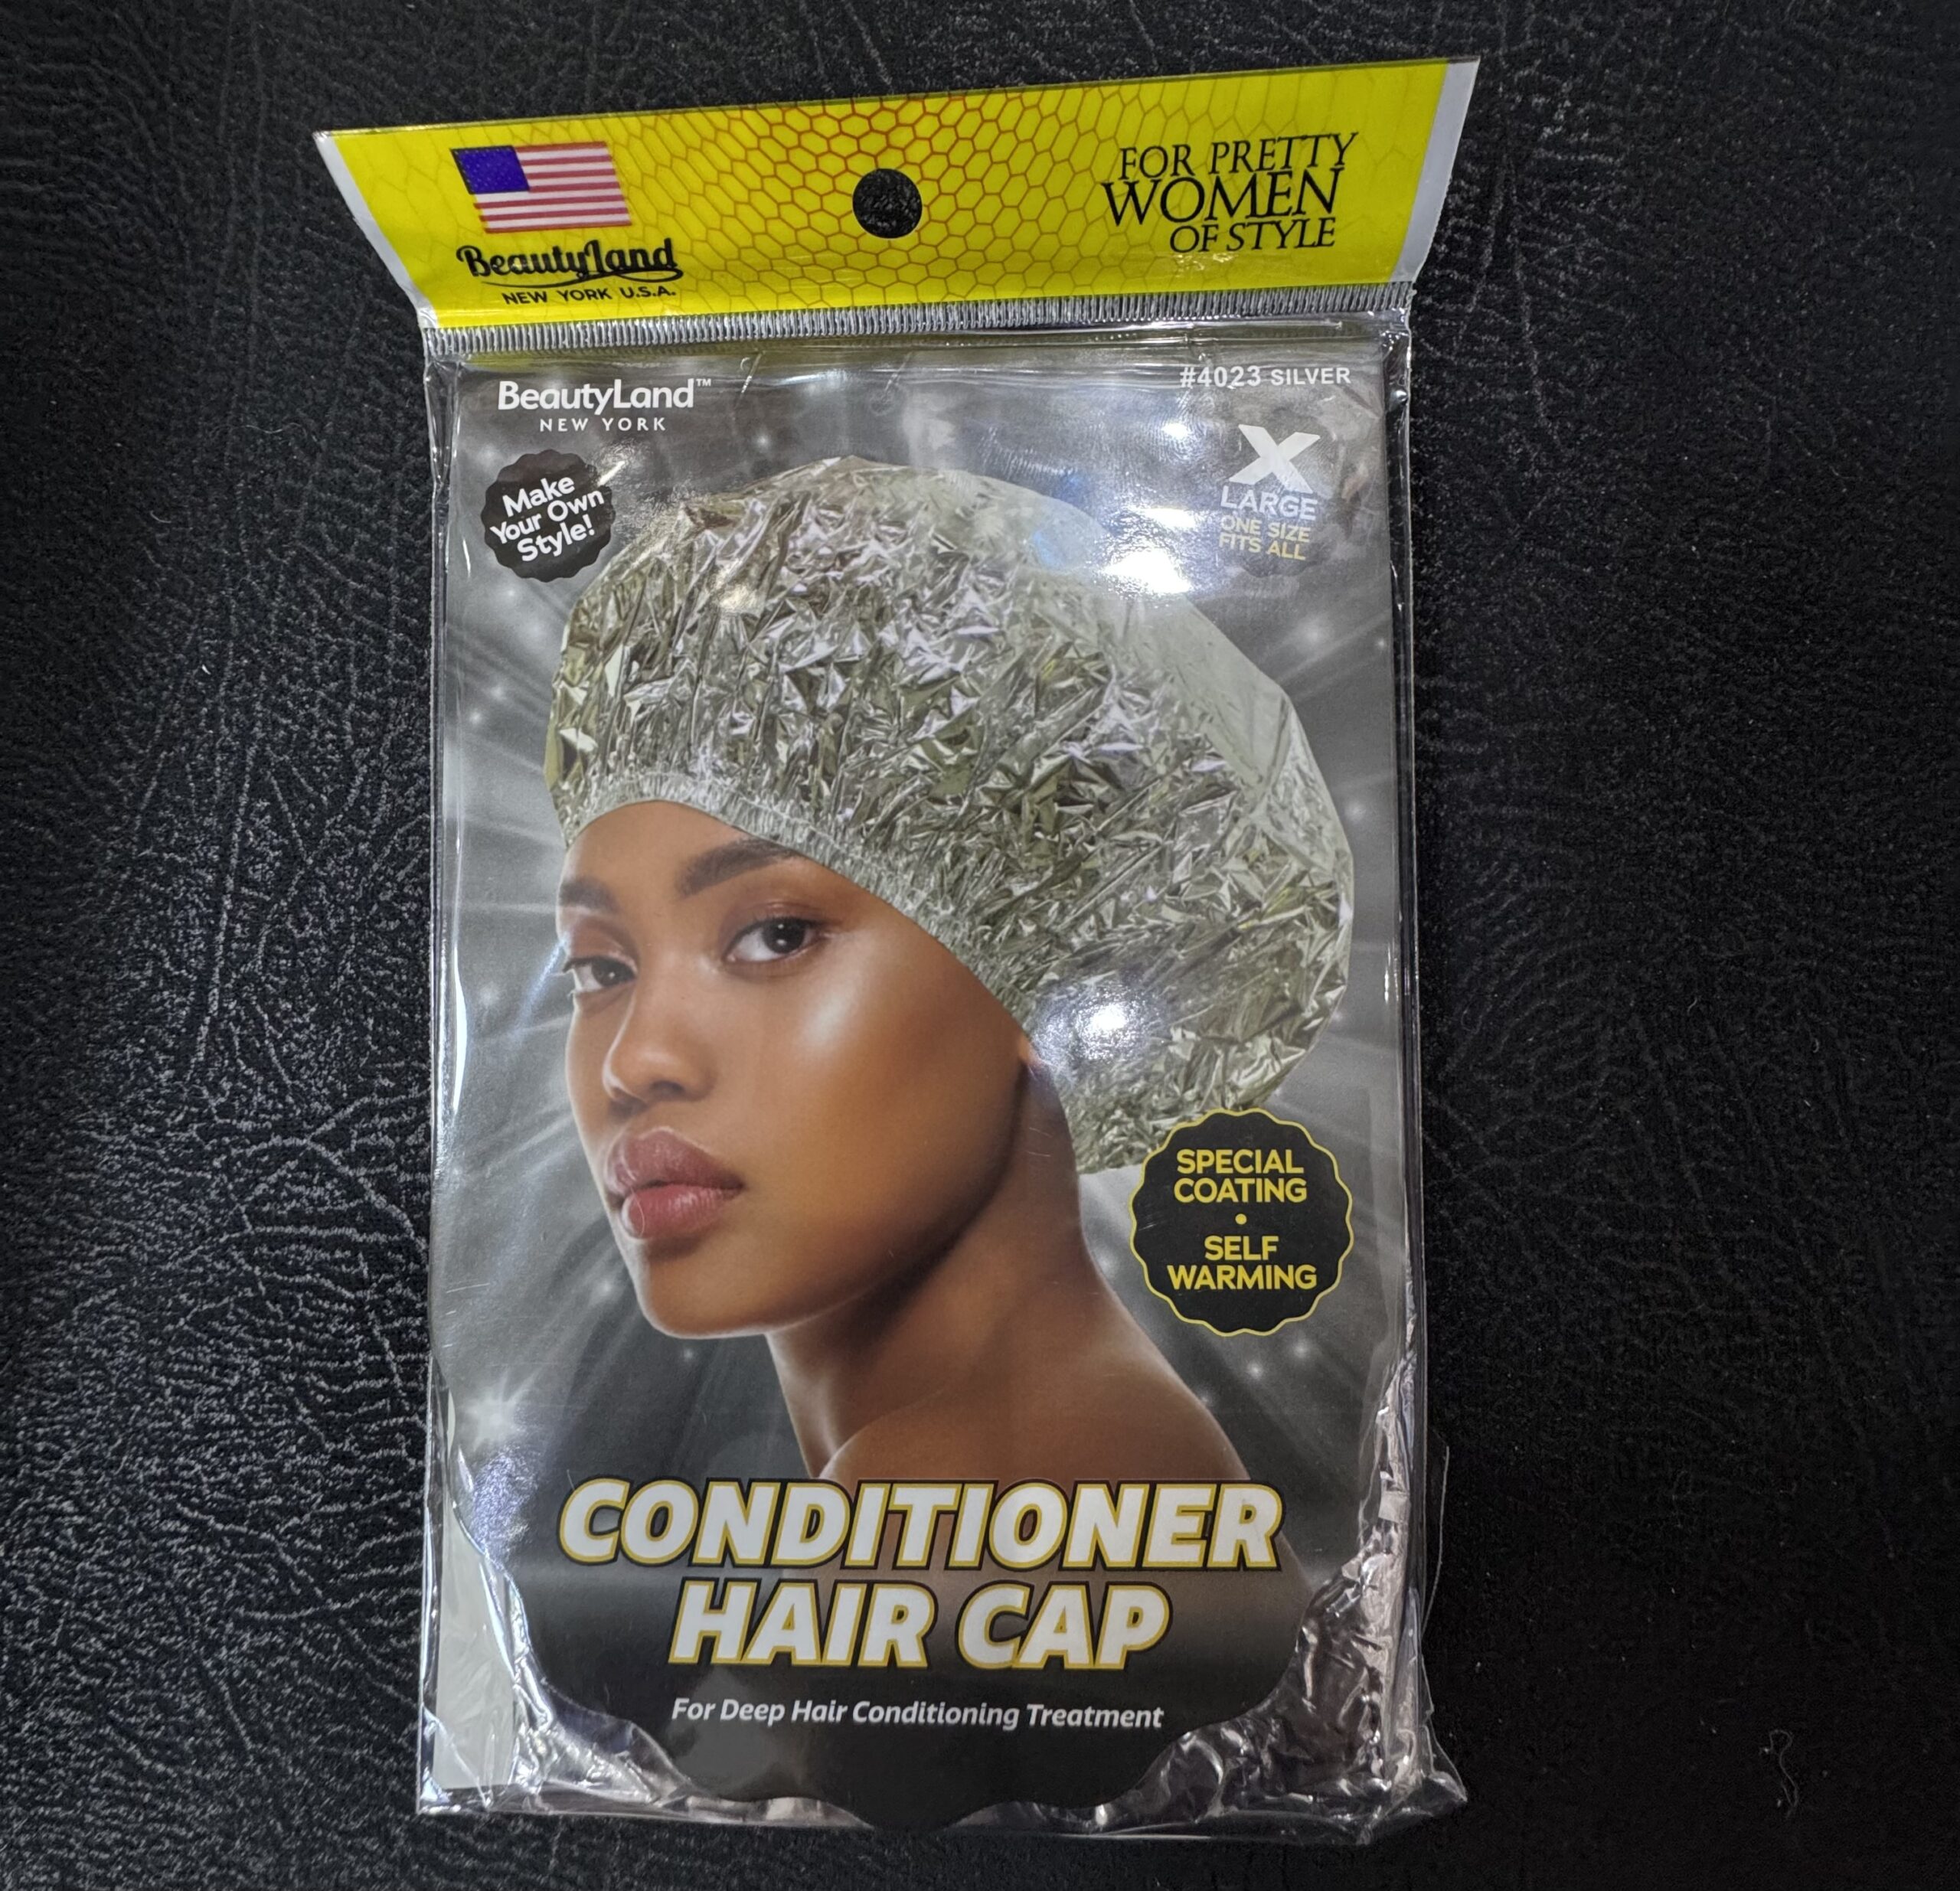 FOR PRETTY
WOMEN
OF STYLE
Beautyland
NEW YORK U.S.A.
BeautyLand™
NEW YORK
#4023 SILVER
Make
Your Own
Style!
X
LARGE
ONE SIZE
FITS ALL
SPECIAL
COATING
•
SELF
WARMING
CONDITIONER
HAIR CAP
For Deep Hair Conditioning Treatment